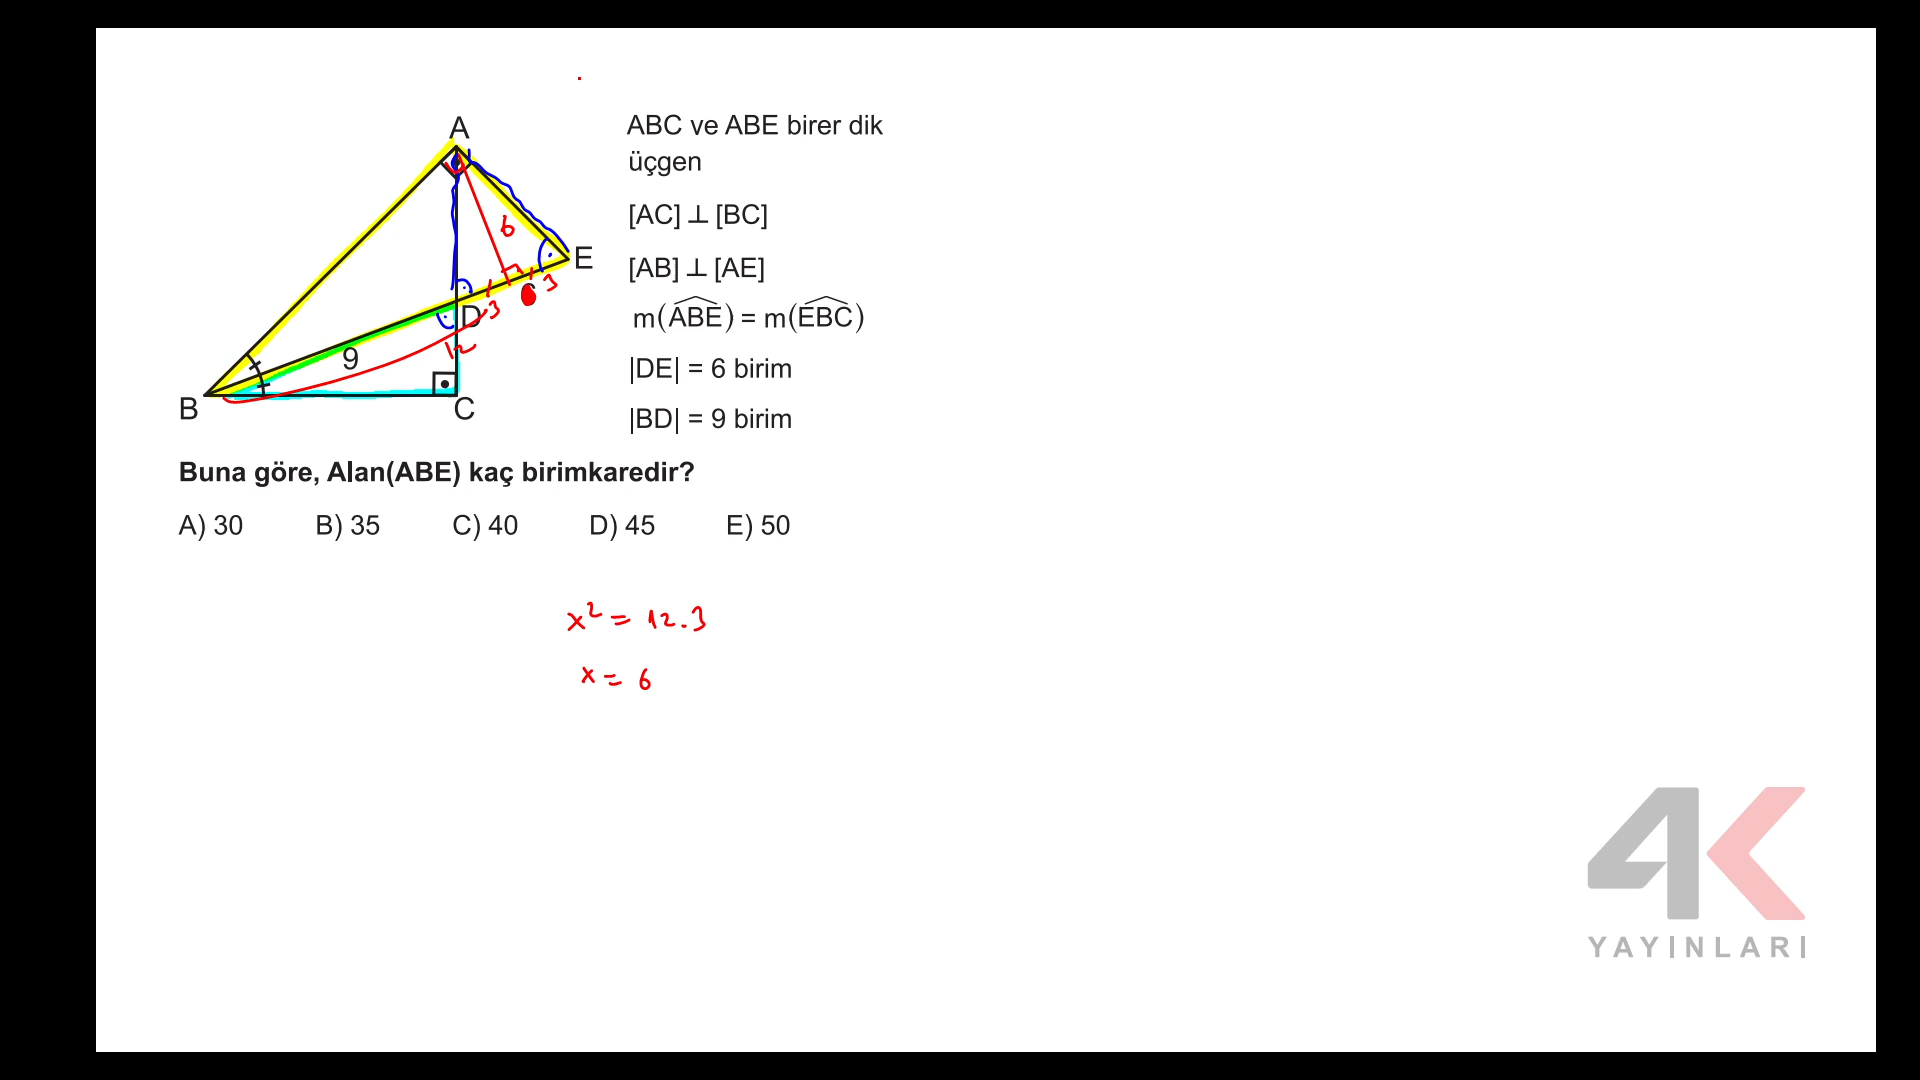 A
6
E
3
D
3
12
9
B
C
ABC ve ABE birer dik
üçgen
[AC] ⊥ [BC]
[AB] ⊥ [AE]
m(ABE) = m(EBC)
|DE| = 6 birim
|BD| = 9 birim
Buna göre, Alan(ABE) kaç birimkaredir?
A) 30 B) 35 C) 40 D) 45 E) 50
x² = 12.3
x = 6
4K
YAYINLARI